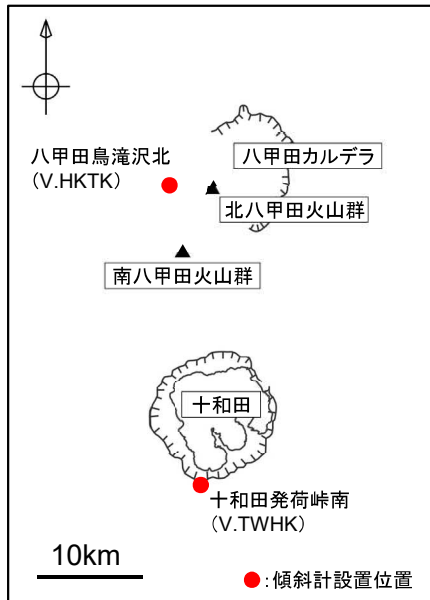 八甲田鳥滝沢北
(V.HKTK)
八甲田カルデラ
北八甲田火山群
南八甲田火山群
十和田
十和田発荷峠南
(V.TWHK)
10km
●:傾斜計設置位置